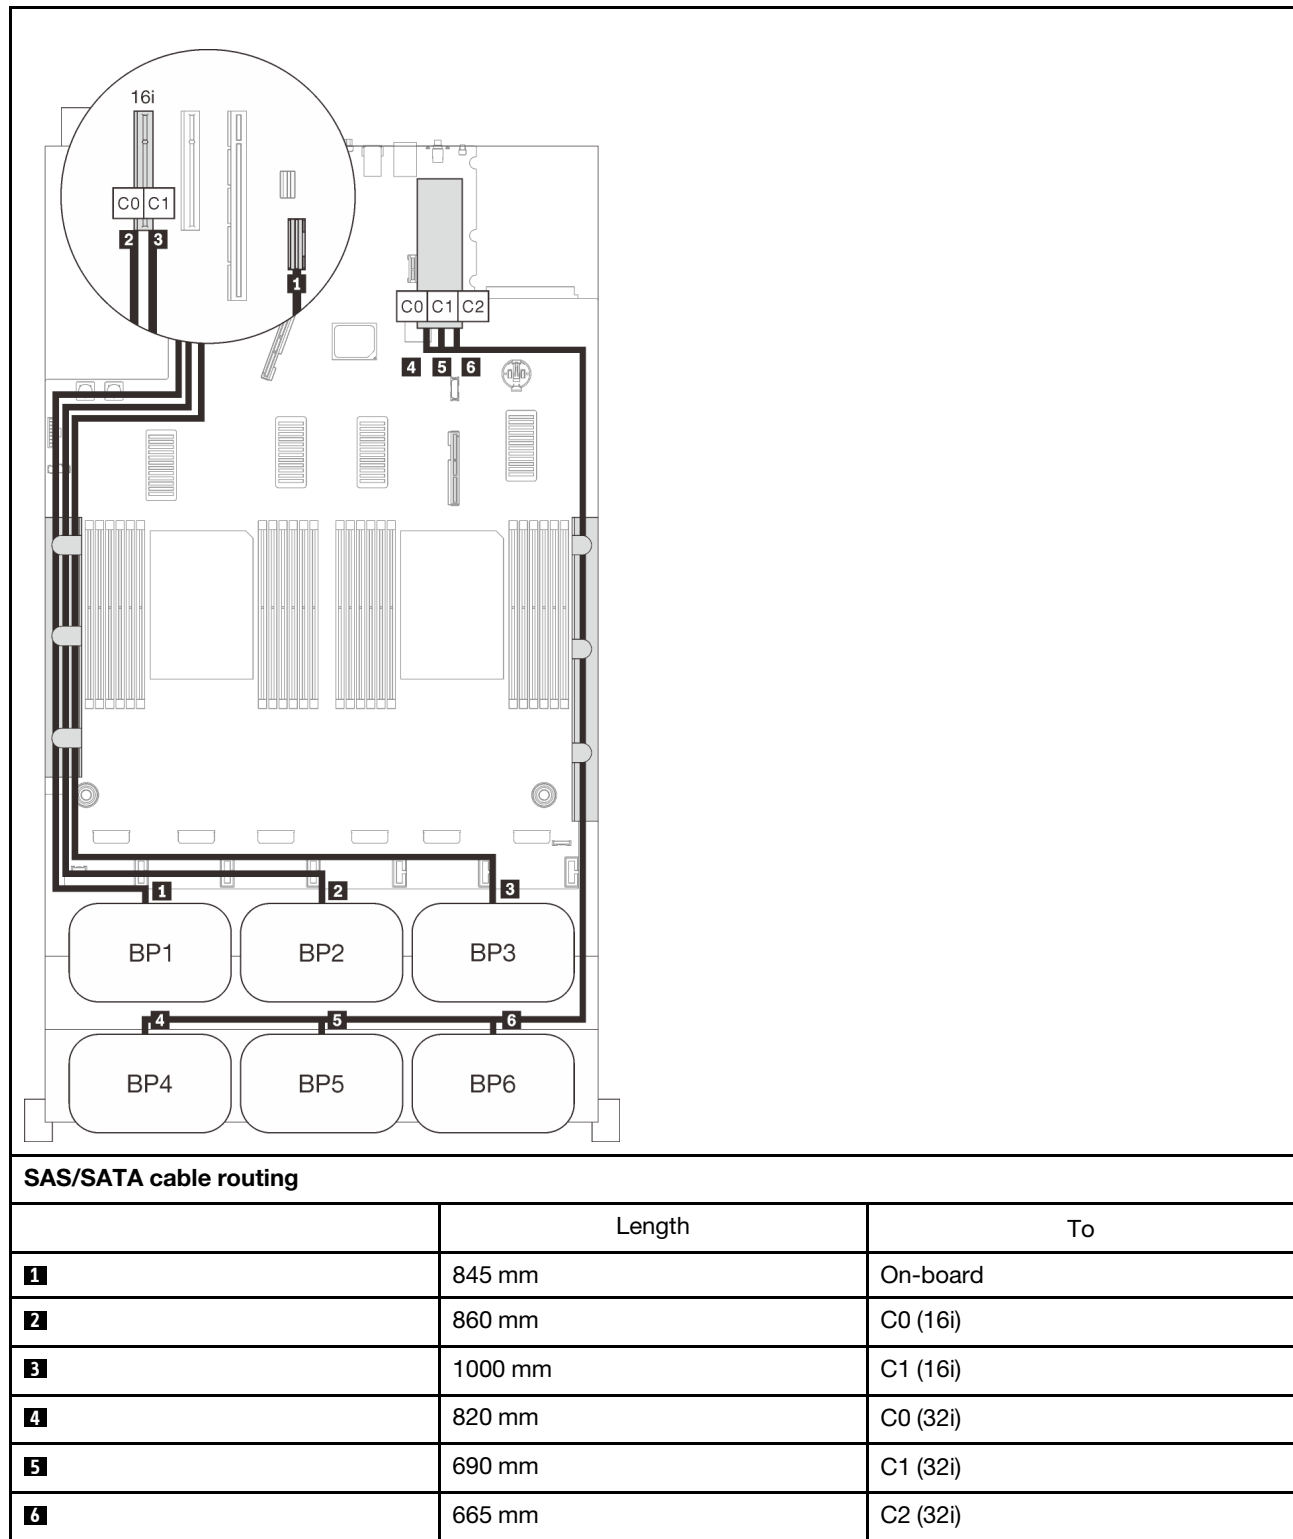 16i
C0 C1
2 3
1
C0 C1 C2
4 5 6
1 2 3
BP1 BP2 BP3
4 5 6
BP4 BP5 BP6
SAS/SATA cable routing
Length To
1 845 mm On-board
2 860 mm C0 (16i)
3 1000 mm C1 (16i)
4 820 mm C0 (32i)
5 690 mm C1 (32i)
6 665 mm C2 (32i)